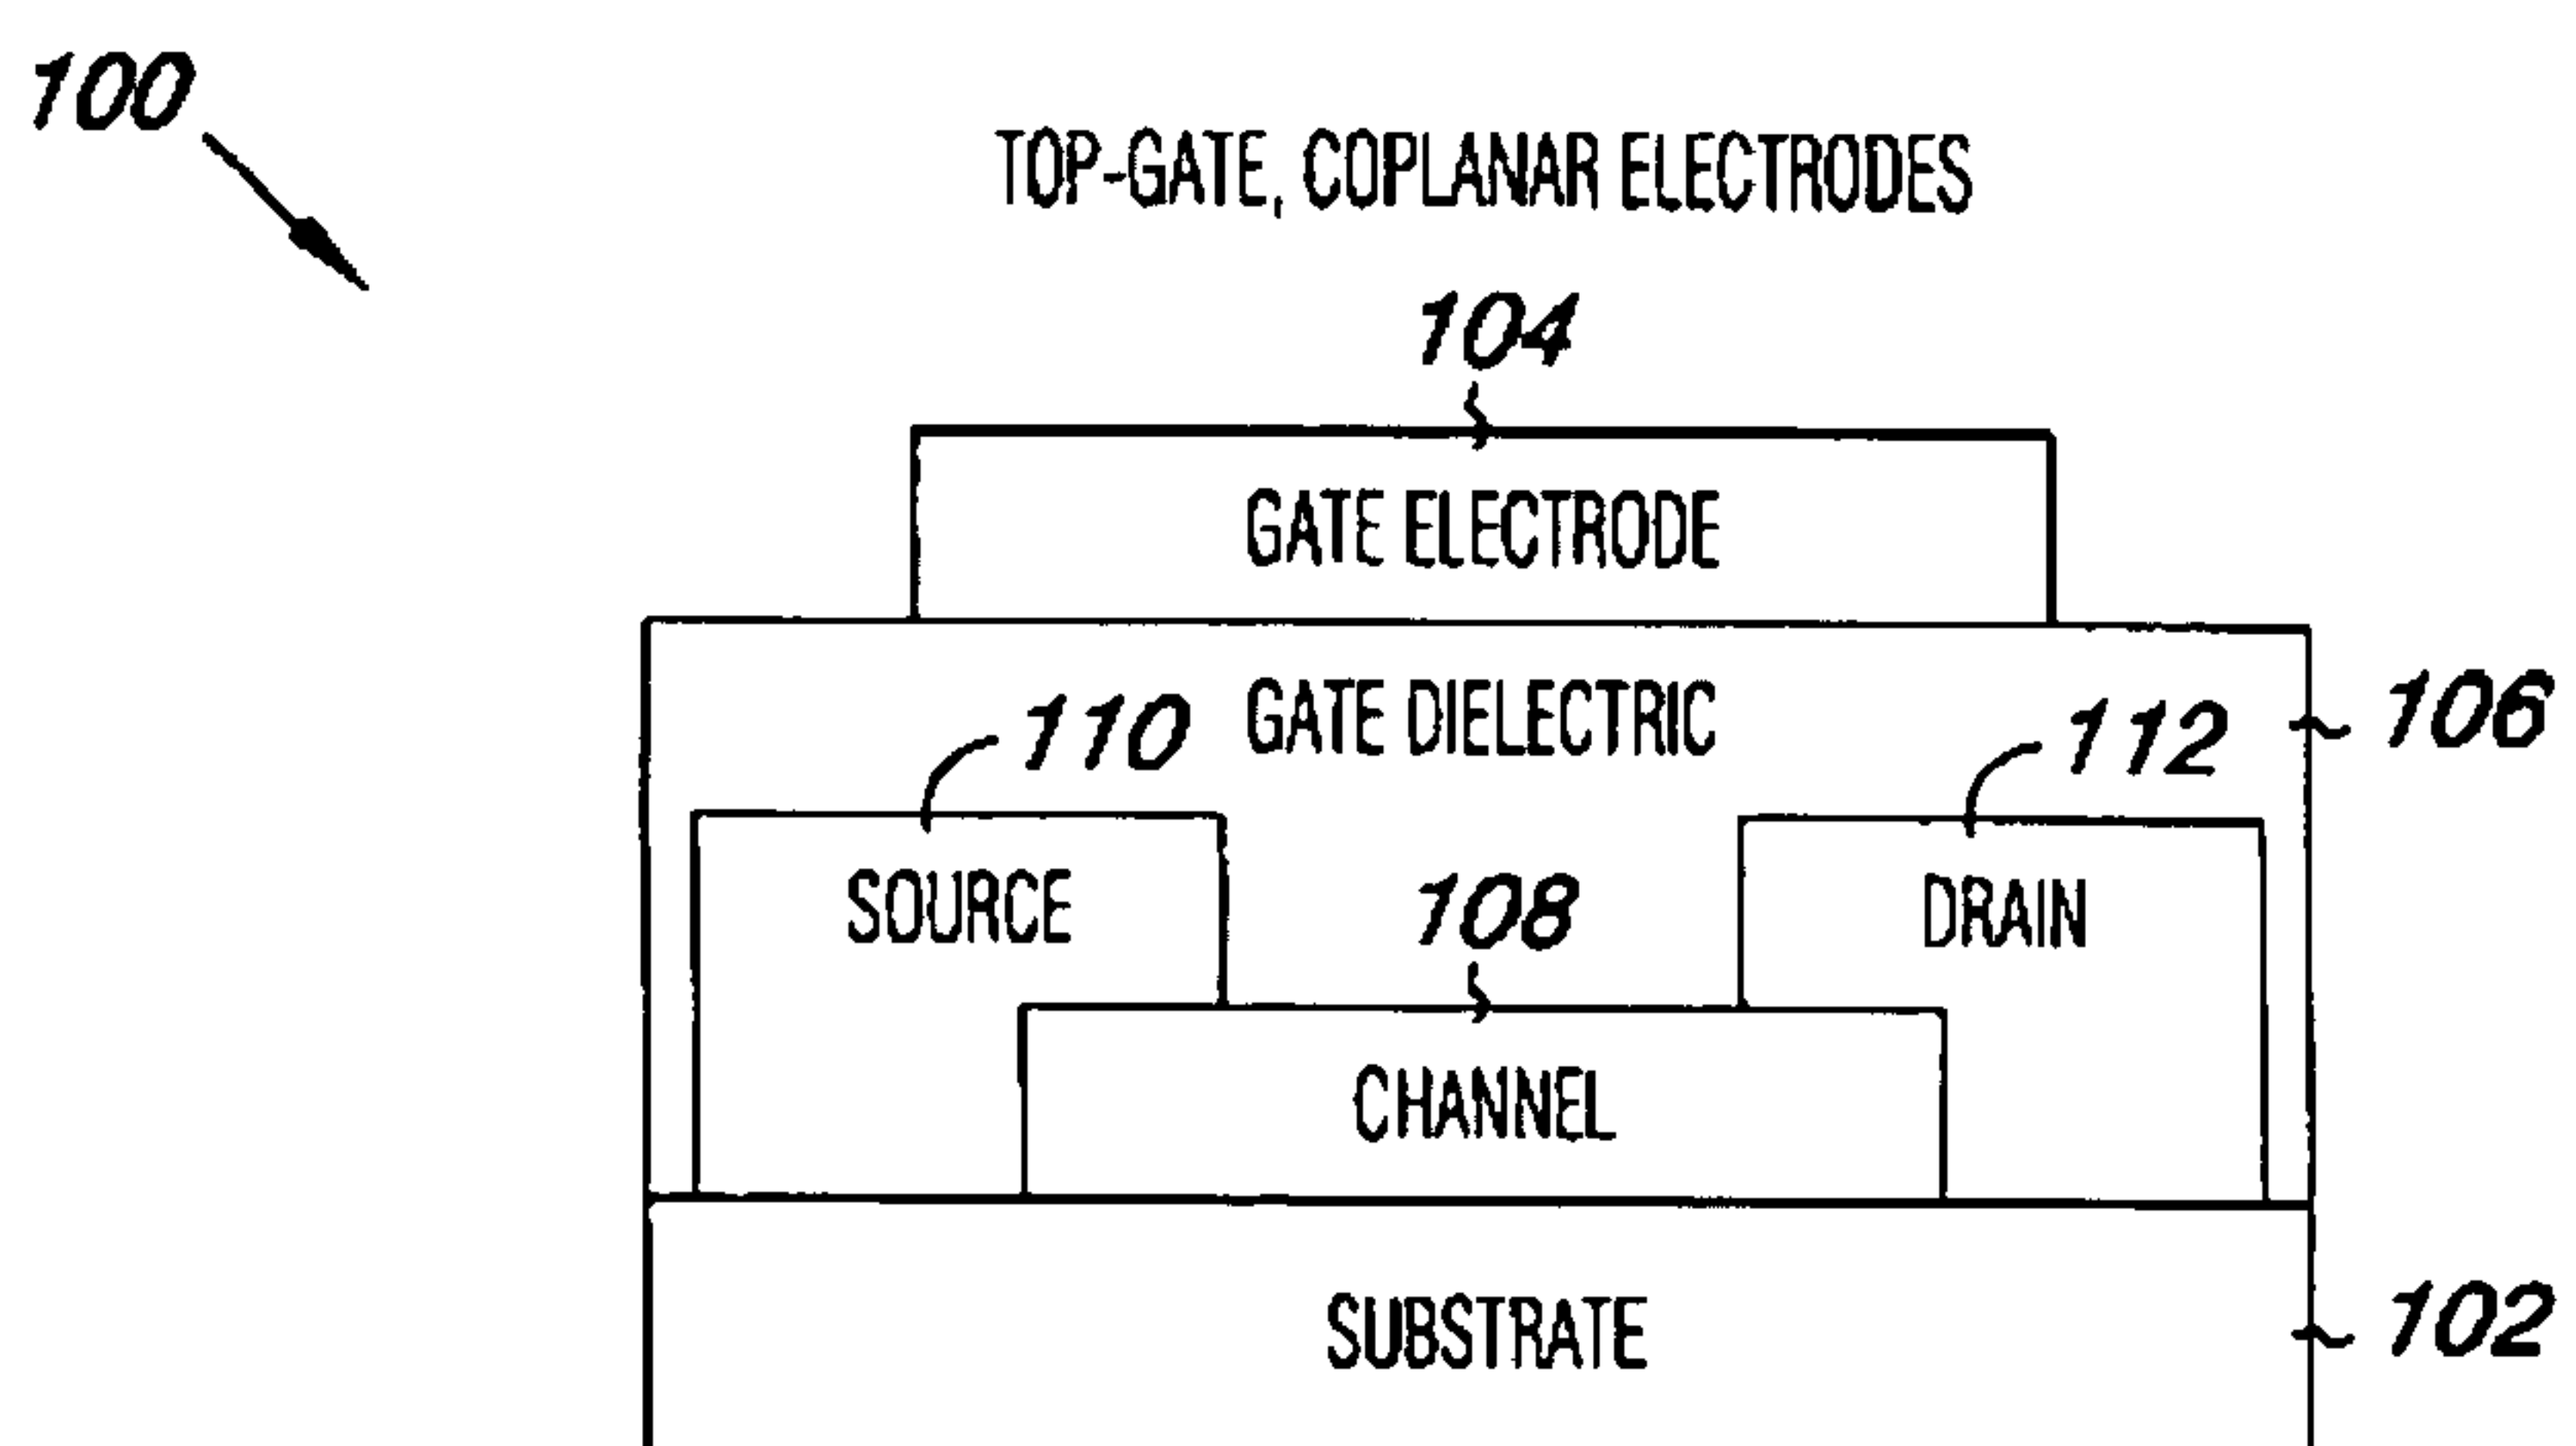 100
TOP-GATE, COPLANAR ELECTRODES
104
GATE ELECTRODE
GATE DIELECTRIC
106
110
112
SOURCE
108
DRAIN
CHANNEL
SUBSTRATE
102